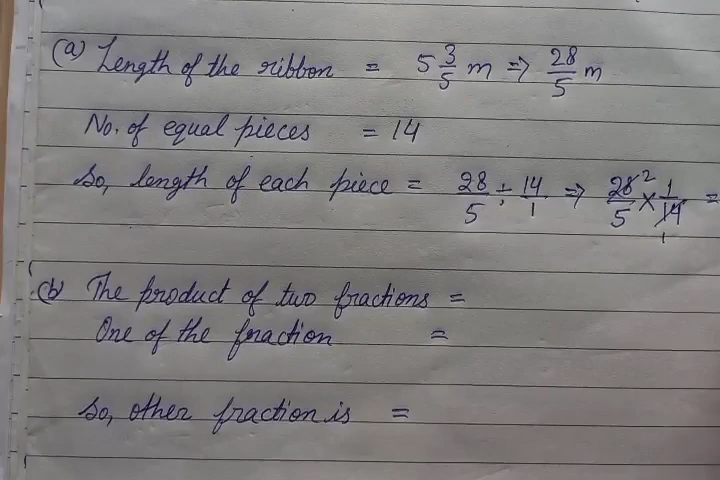 (a) Length of the ribbon = 5 3/5 m ⇒ 28/5 m
No. of equal pieces = 14
So, length of each piece = 28/5 ÷ 14/1 ⇒ 28/5 2 × 1/14 1 =
(b) The product of two fractions =
One of the fraction =
So, other fraction is =